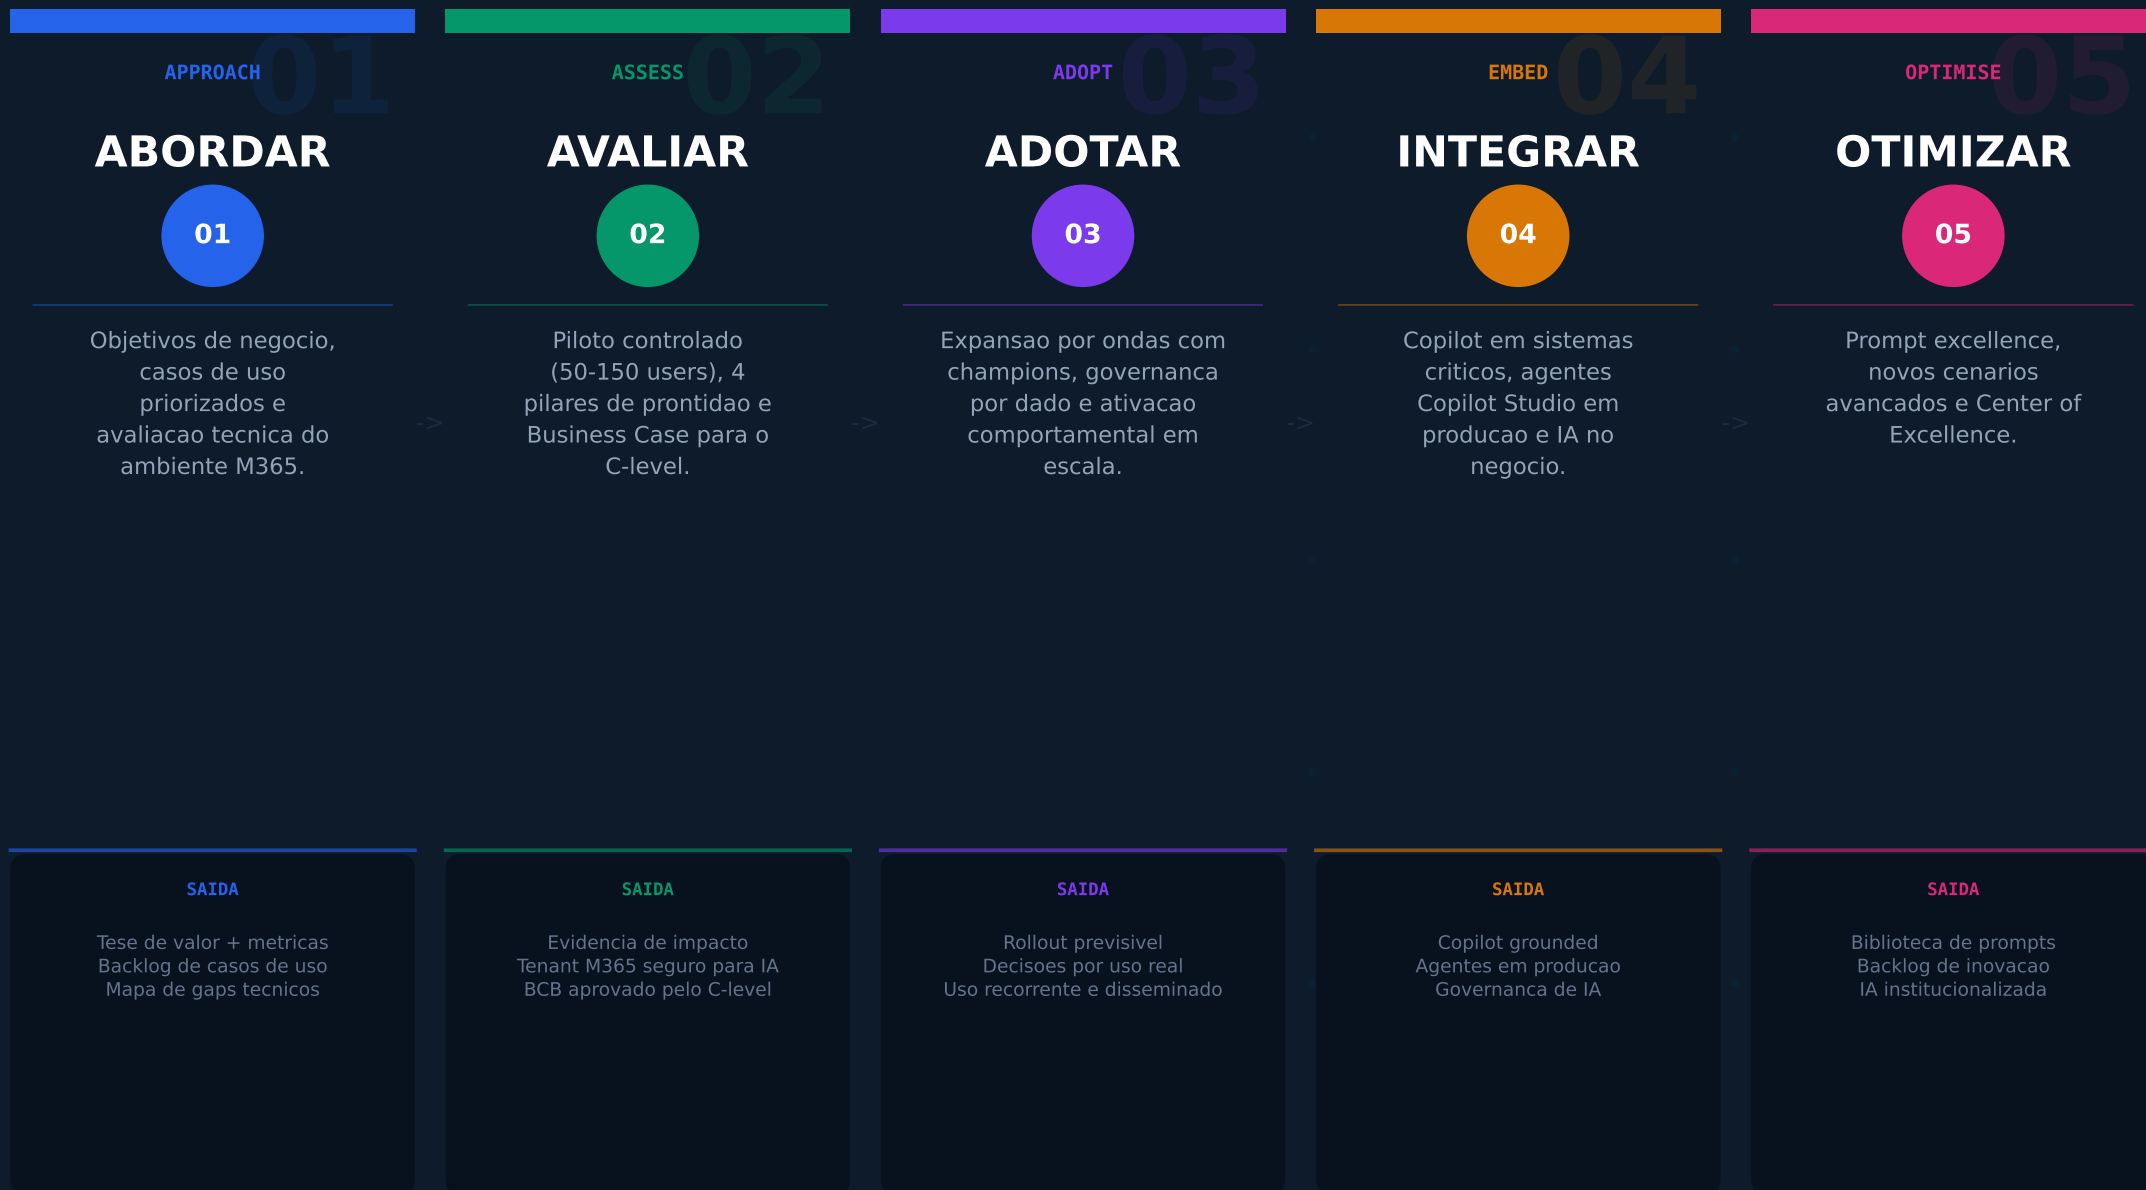 APPROACH
01
ABORDAR
01
Objetivos de negocio,
casos de uso
priorizados e
avaliacao tecnica do
ambiente M365.
->
SAIDA
Tese de valor + metricas
Backlog de casos de uso
Mapa de gaps tecnicos
ASSESS
02
AVALIAR
02
Piloto controlado
(50-150 users), 4
pilares de prontidao e
Business Case para o
C-level.
->
SAIDA
Evidencia de impacto
Tenant M365 seguro para IA
BCB aprovado pelo C-level
ADOPT
03
ADOTAR
03
Expansao por ondas com
champions, governanca
por dado e ativacao
comportamental em
escala.
->
SAIDA
Rollout previsivel
Decisoes por uso real
Uso recorrente e disseminado
EMBED
04
INTEGRAR
04
Copilot em sistemas
criticos, agentes
Copilot Studio em
producao e IA no
negocio.
->
SAIDA
Copilot grounded
Agentes em producao
Governanca de IA
OPTIMISE
05
OTIMIZAR
05
Prompt excellence,
novos cenarios
avancados e Center of
Excellence.
SAIDA
Biblioteca de prompts
Backlog de inovacao
IA institucionalizada